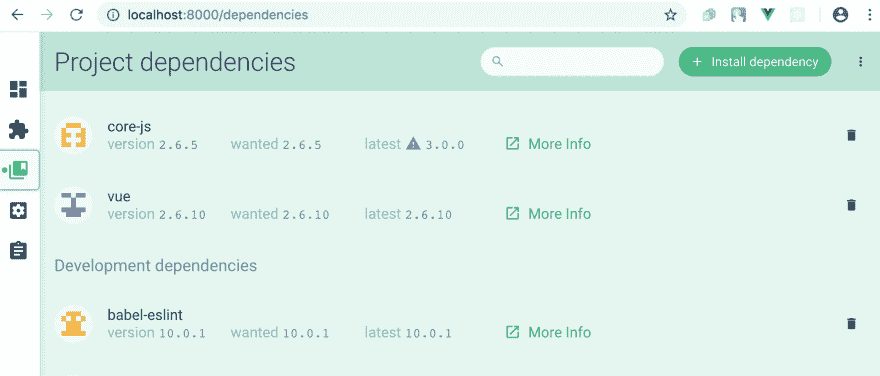 localhost:8000/dependencies
Project dependencies
+ Install dependency
core-js
version 2.6.5 wanted 2.6.5 latest 3.0.0 More Info
vue
version 2.6.10 wanted 2.6.10 latest 2.6.10 More Info
Development dependencies
babel-eslint
version 10.0.1 wanted 10.0.1 latest 10.0.1 More Info